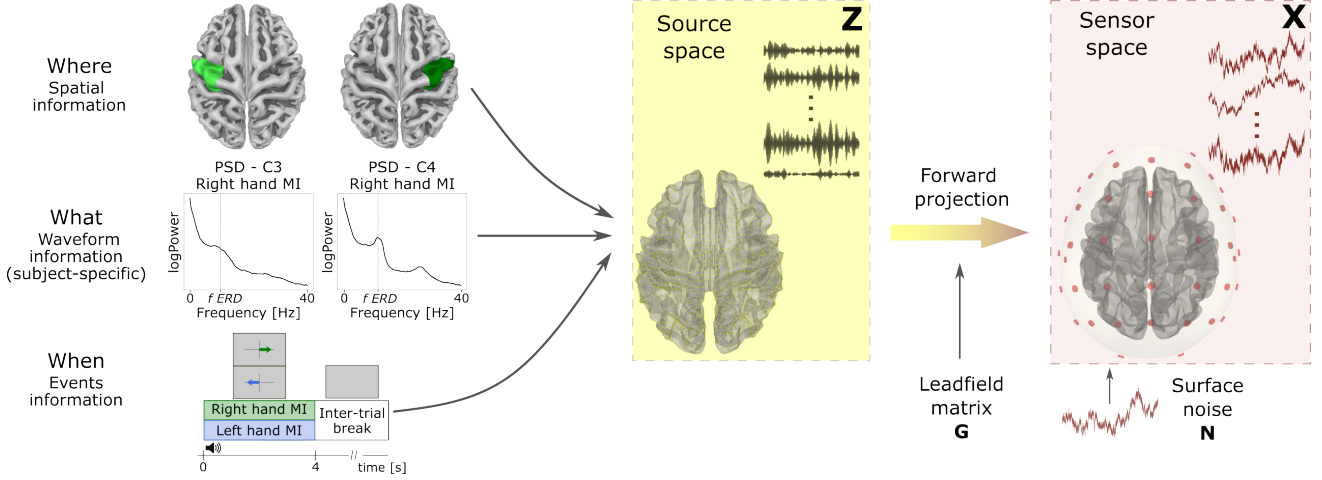 Where
Spatial
information
PSD - C3
Right hand MI
PSD - C4
Right hand MI
What
Waveform
information
(subject-specific)
logPower
0
f ERD
40
Frequency [Hz]
logPower
0
f ERD
40
Frequency [Hz]
When
Events
information
Right hand MI
Left hand MI
Inter-trial
break
0
4
//
time [s]
Source
space
Z
Forward
projection
Leadfield
matrix
G
Sensor
space
X
Surface
noise
N